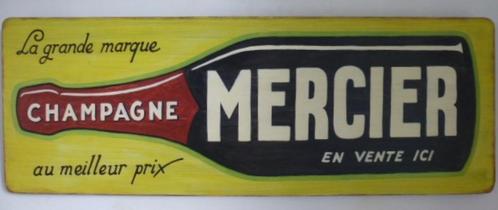 La grande marque
CHAMPAGNE
MERCIER
EN VENTE ICI
au meilleur prix